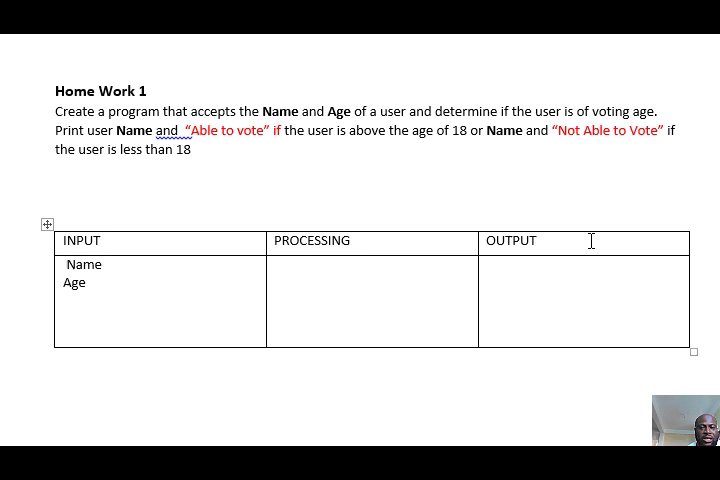 Home Work 1
Create a program that accepts the Name and Age of a user and determine if the user is of voting age.
Print user Name and  “Able to vote” if the user is above the age of 18 or Name and “Not Able to Vote” if
the user is less than 18
INPUT PROCESSING OUTPUT
Name
Age